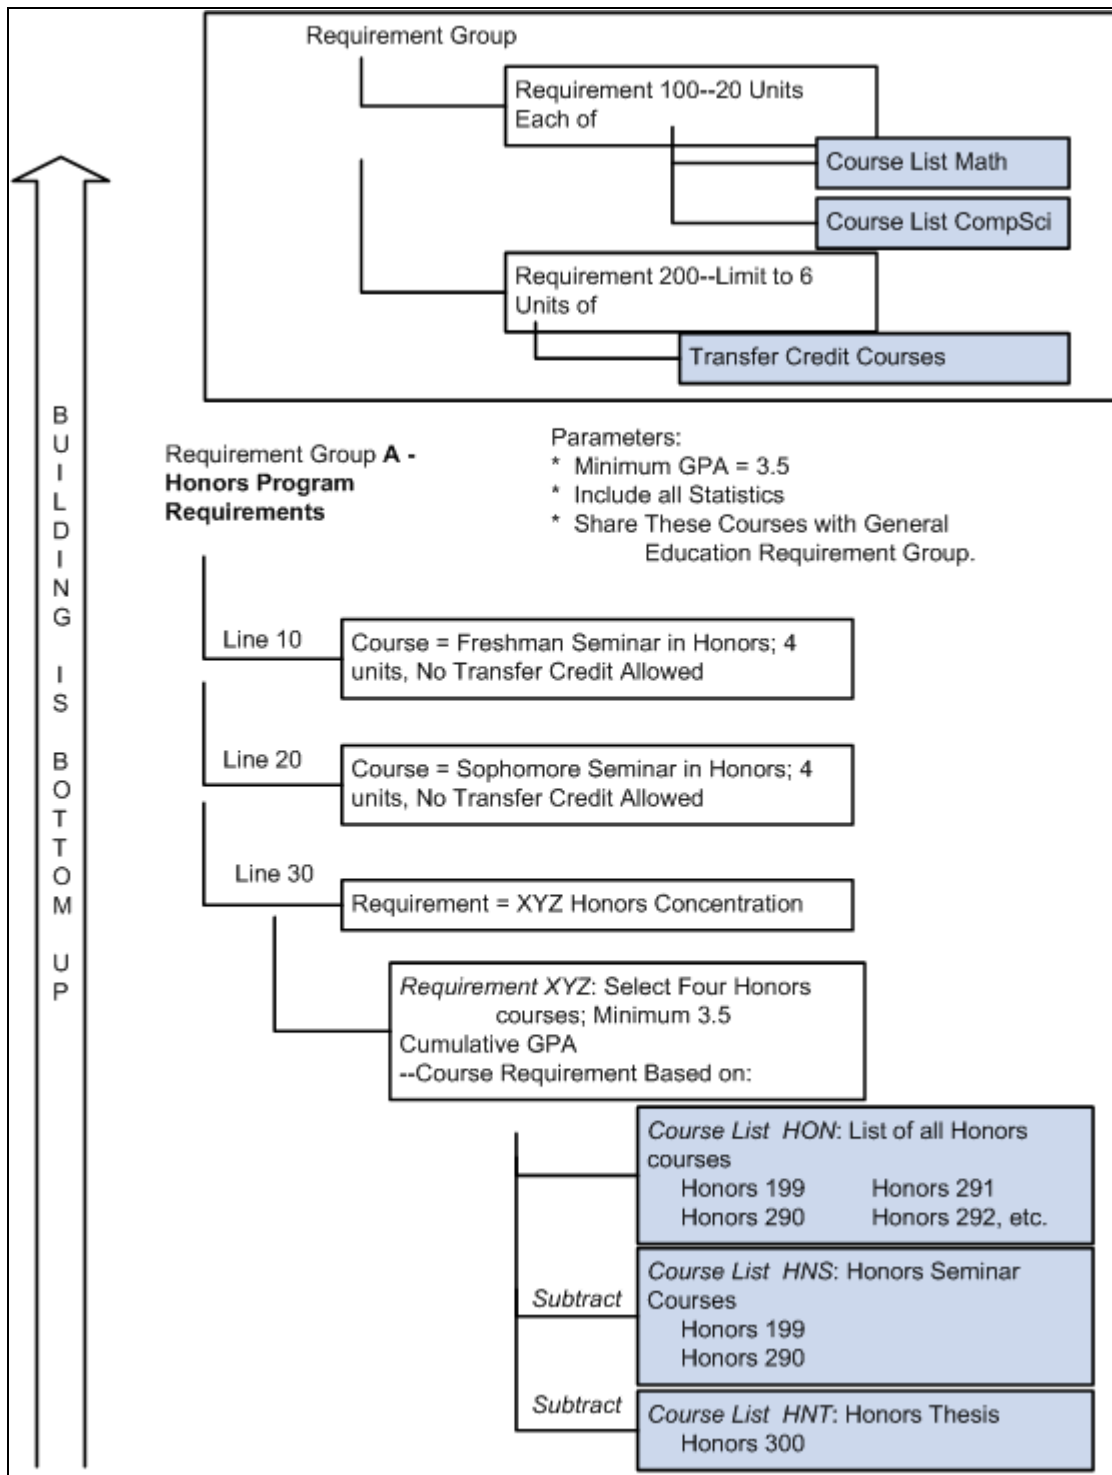 Requirement Group
Requirement 100--20 Units
Each of
Course List Math
Course List CompSci
Requirement 200--Limit to 6
Units of
Transfer Credit Courses
BUILDING IS BOTTOM UP
Requirement Group A -
Honors Program
Requirements
Parameters:
* Minimum GPA = 3.5
* Include all Statistics
* Share These Courses with General
Education Requirement Group.
Line 10
Course = Freshman Seminar in Honors; 4
units, No Transfer Credit Allowed
Line 20
Course = Sophomore Seminar in Honors; 4
units, No Transfer Credit Allowed
Line 30
Requirement = XYZ Honors Concentration
Requirement XYZ: Select Four Honors
courses; Minimum 3.5
Cumulative GPA
--Course Requirement Based on:
Course List HON: List of all Honors
courses
Honors 199 Honors 291
Honors 290 Honors 292, etc.
Subtract
Course List HNS: Honors Seminar
Courses
Honors 199
Honors 290
Subtract
Course List HNT: Honors Thesis
Honors 300